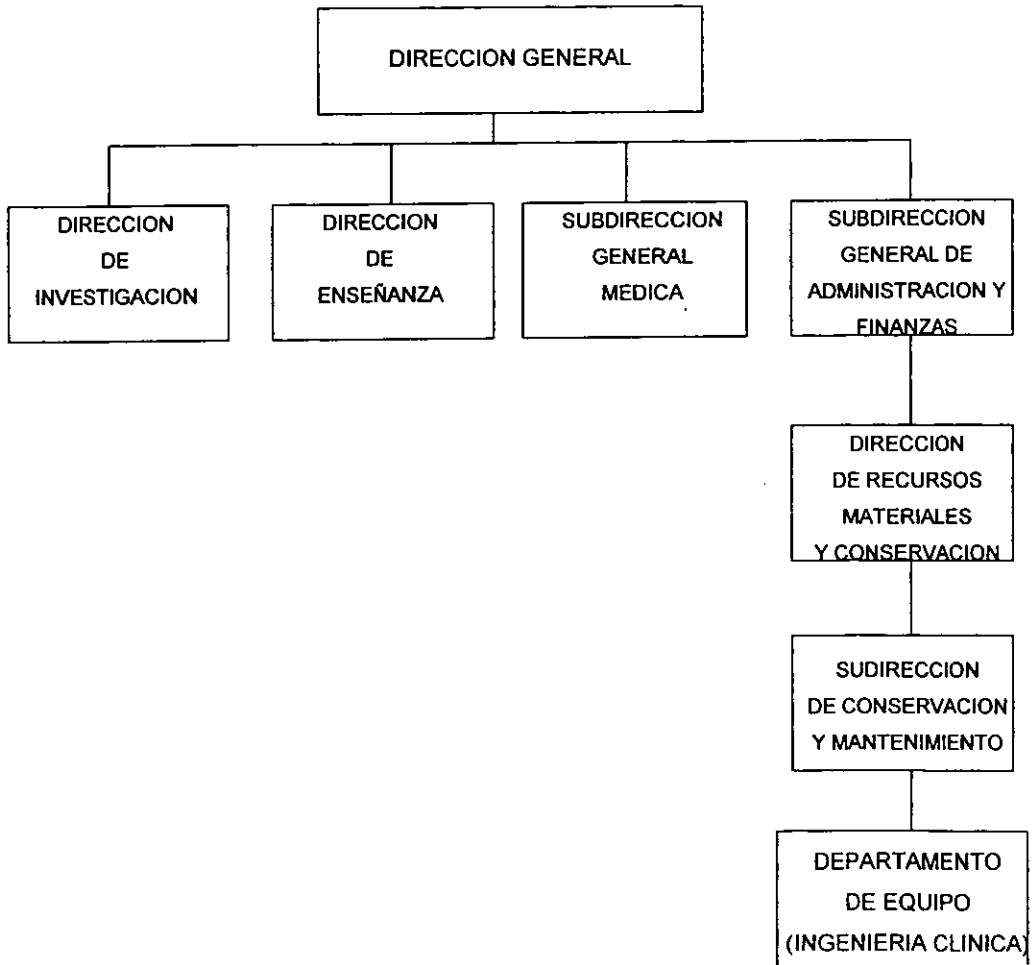 DIRECCION GENERAL
DIRECCION
DE
INVESTIGACION
DIRECCION
DE
ENSEÑANZA
SUBDIRECCION
GENERAL
MEDICA
SUBDIRECCION
GENERAL DE
ADMINISTRACION Y
FINANZAS
DIRECCION
DE RECURSOS
MATERIALES
Y CONSERVACION
SUDIRECCION
DE CONSERVACION
Y MANTENIMIENTO
DEPARTAMENTO
DE EQUIPO
(INGENIERIA CLINICA)